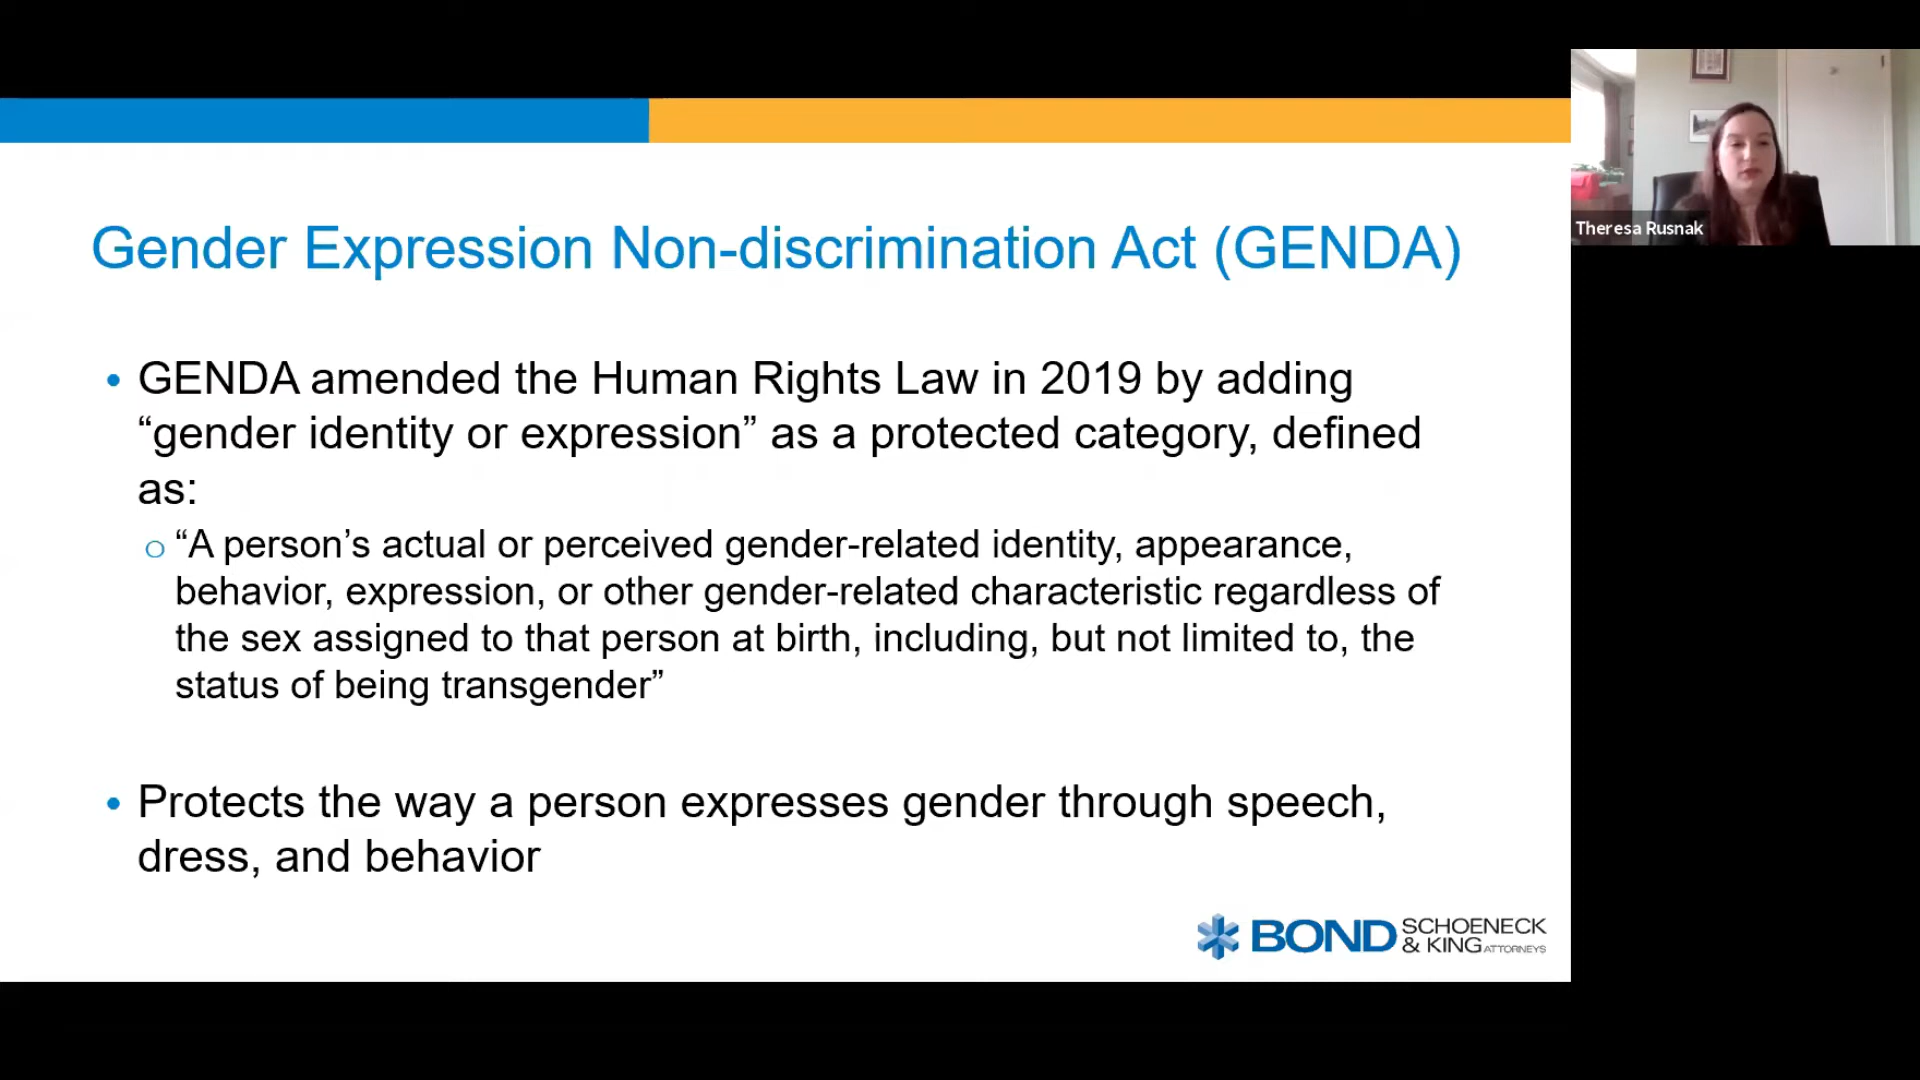 Gender Expression Non-discrimination Act (GENDA)
• GENDA amended the Human Rights Law in 2019 by adding
“gender identity or expression” as a protected category, defined
as:
o “A person’s actual or perceived gender-related identity, appearance,
behavior, expression, or other gender-related characteristic regardless of
the sex assigned to that person at birth, including, but not limited to, the
status of being transgender”
• Protects the way a person expresses gender through speech,
dress, and behavior
BOND SCHOENECK
& KING ATTORNEYS
Theresa Rusnak